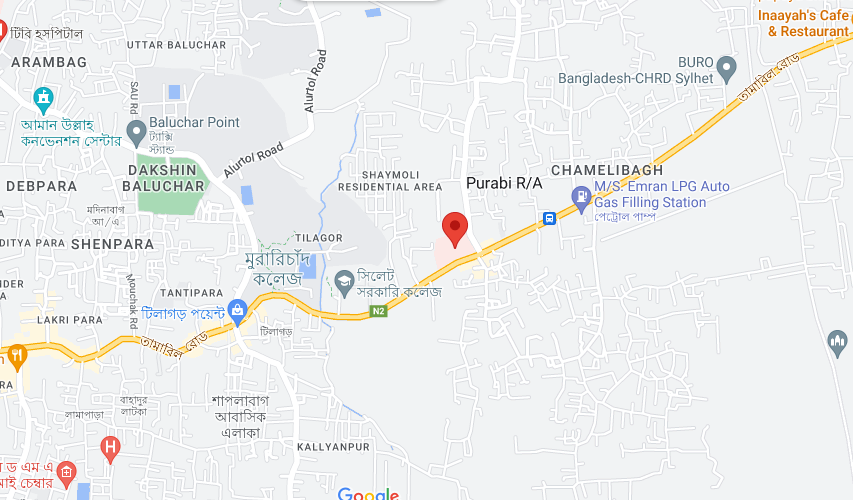 Inaayah's Cafe
& Restaurant
টিবি হসপিটাল
UTTAR BALUCHAR
ARAMBAG
Alurtol Road
BURO
Bangladesh-CHRD Sylhet
তামাবিল রোড
SAU Rd
আমান উল্লাহ
কনভেনশন সেন্টার
Baluchar Point
ট্যাক্সি
স্ট্যান্ড
Alurtol Road
DAKSHIN
BALUCHAR
DEBPARA
SHAYMOLI
RESIDENTIAL AREA
Purabi R/A
CHAMELIBAGH
M/S. Emran LPG Auto
Gas Filling Station
পেট্রোল পাম্প
মদিনাবাগ
আ/এ
DITYA PARA
SHENPARA
TILAGOR
মুরারিচাঁদ
কলেজ
সিলেট
সরকারি কলেজ
Mouchak Rd
TANTIPARA
টিলাগড় পয়েন্ট
N2
LAKRI PARA
টিলাগড়
তামাবিল রোড
বাহাদুর
লাটকা
লামাপাড়া
শাপলাবাগ
আবাসিক
এলাকা
KALLYANPUR
H
ড এম এ
চেম্বার
Google